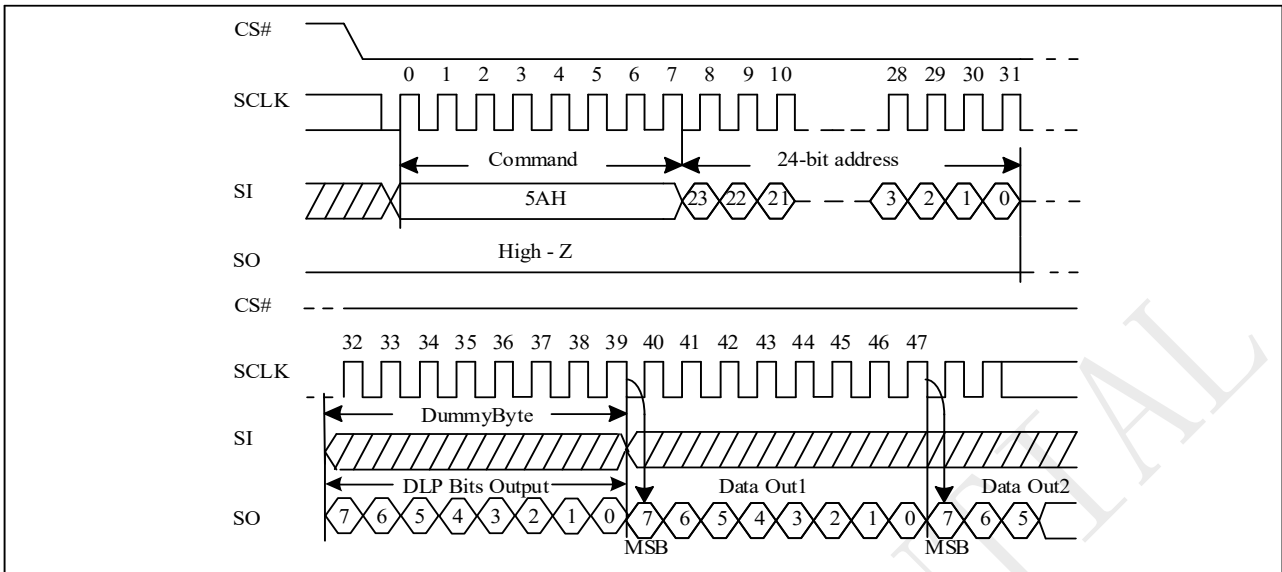 CS#
0 1 2 3 4 5 6 7 8 9 10 28 29 30 31
SCLK
Command 24-bit address
SI 5AH 23 22 21 3 2 1 0
High - Z
SO
CS#
32 33 34 35 36 37 38 39 40 41 42 43 44 45 46 47
SCLK
DummyByte
SI
DLP Bits Output Data Out1 Data Out2
SO 7 6 5 4 3 2 1 0 7 6 5 4 3 2 1 0 7 6 5
MSB MSB
NTIAL